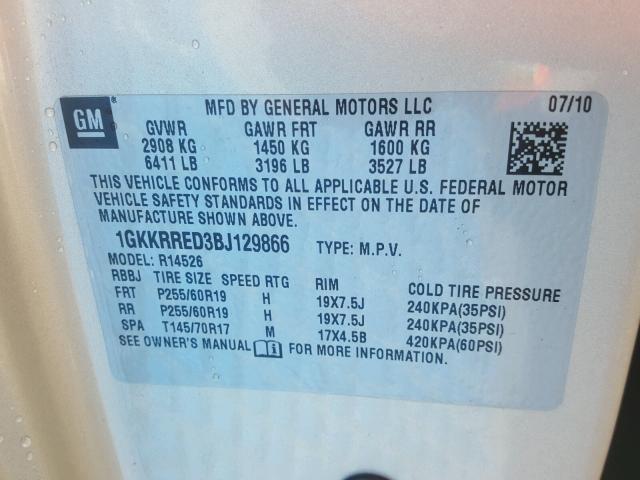 GM® MFD BY GENERAL MOTORS LLC 07/10
GVWR GAWR FRT GAWR RR
2908 KG 1450 KG 1600 KG
6411 LB 3196 LB 3527 LB
THIS VEHICLE CONFORMS TO ALL APPLICABLE U.S. FEDERAL MOTOR
VEHICLE SAFETY STANDARDS IN EFFECT ON THE DATE OF
MANUFACTURE SHOWN ABOVE.
1GKKRRED3BJ129866 TYPE: M.P.V.
MODEL: R14526
RBBJ TIRE SIZE SPEED RTG RIM COLD TIRE PRESSURE
FRT P255/60R19 H 19X7.5J 240KPA(35PSI)
RR P255/60R19 H 19X7.5J 240KPA(35PSI)
SPA T145/70R17 M 17X4.5B 420KPA(60PSI)
SEE OWNER'S MANUAL FOR MORE INFORMATION.